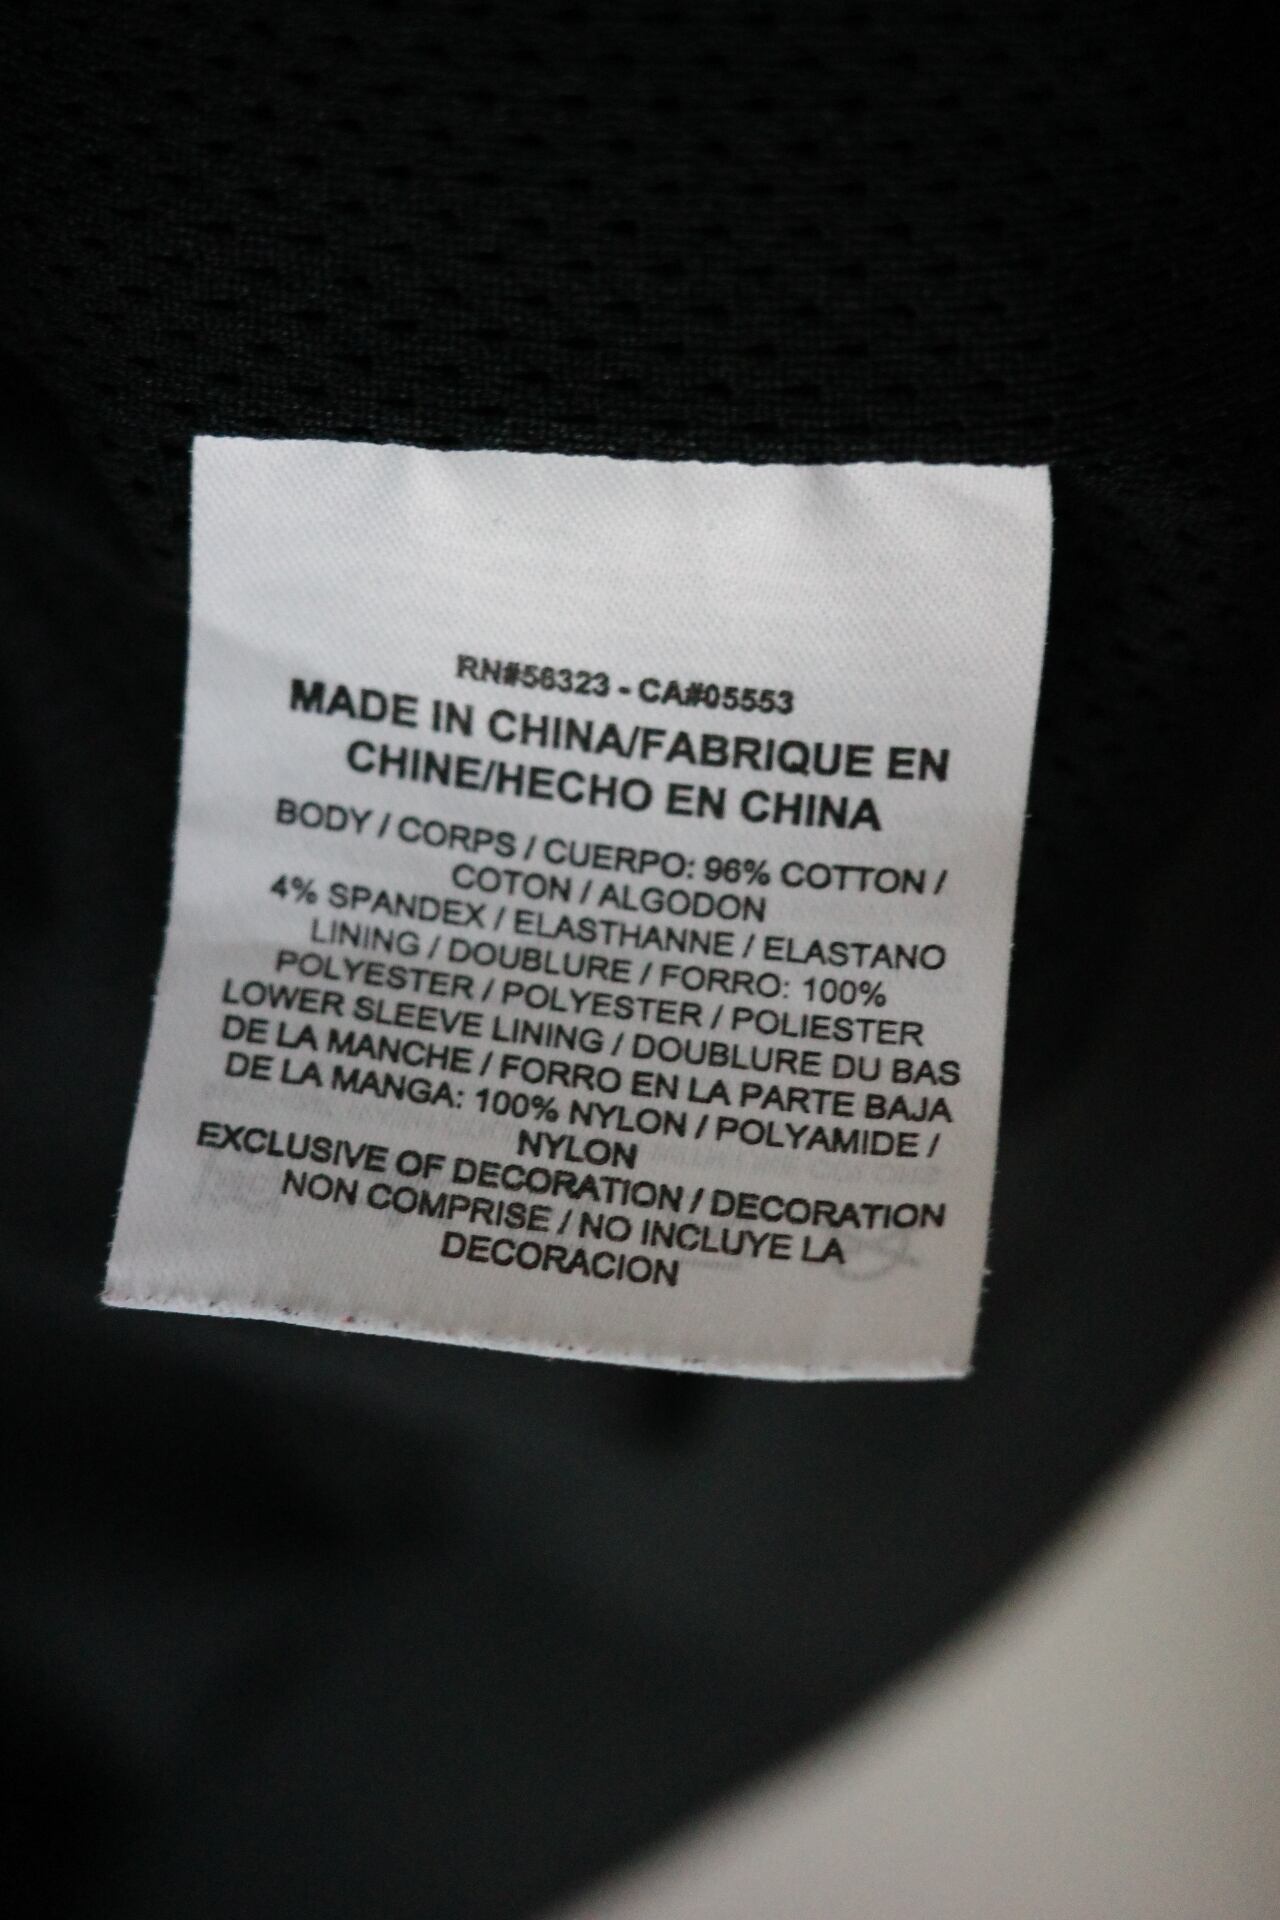 RN#56323 - CA#05553
MADE IN CHINA/FABRIQUE EN
CHINE/HECHO EN CHINA
BODY / CORPS / CUERPO: 96% COTTON /
COTON / ALGODON
4% SPANDEX / ELASTHANNE / ELASTANO
LINING / DOUBLURE / FORRO: 100%
POLYESTER / POLYESTER / POLIESTER
LOWER SLEEVE LINING / DOUBLURE DU BAS
DE LA MANCHE / FORRO EN LA PARTE BAJA
DE LA MANGA: 100% NYLON / POLYAMIDE /
NYLON
EXCLUSIVE OF DECORATION / DECORATION
NON COMPRISE / NO INCLUYE LA
DECORACION